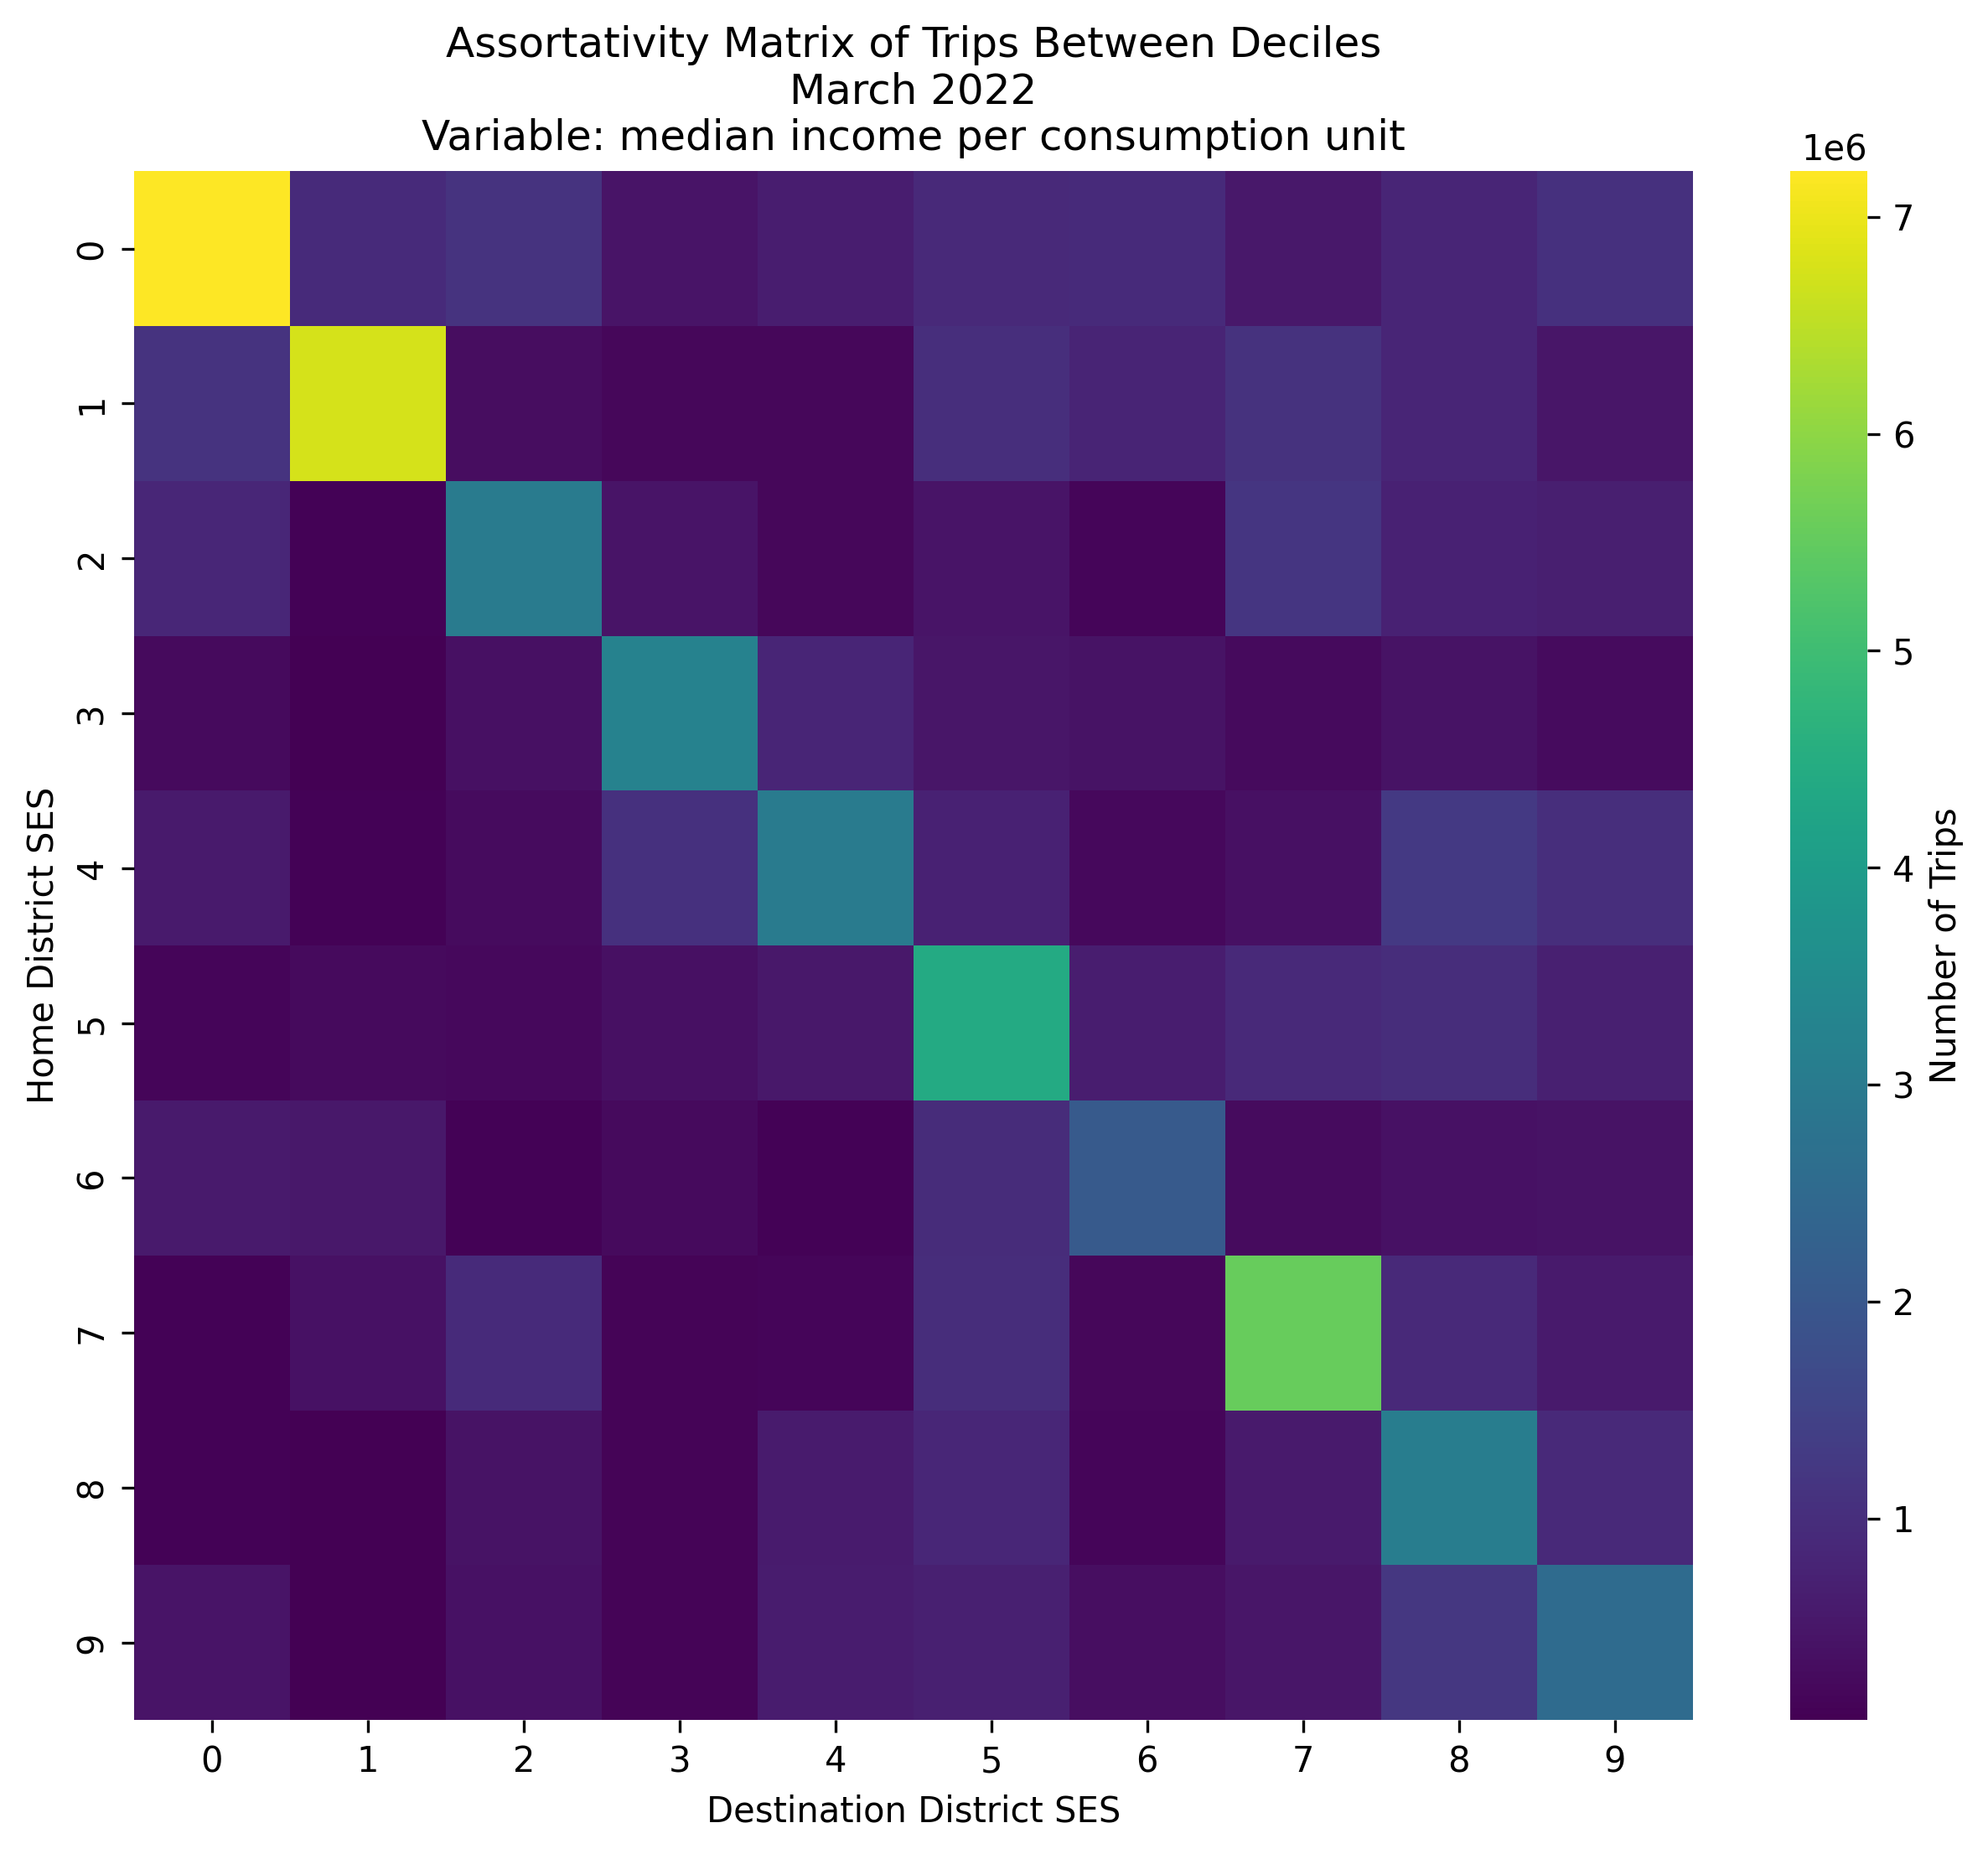 Assortativity Matrix of Trips Between Deciles
March 2022
Variable: median income per consumption unit
1e6
7
6
5
4
3
2
1
Number of Trips
Home District SES
0
1
2
3
4
5
6
7
8
9
0 1 2 3 4 5 6 7 8 9
Destination District SES